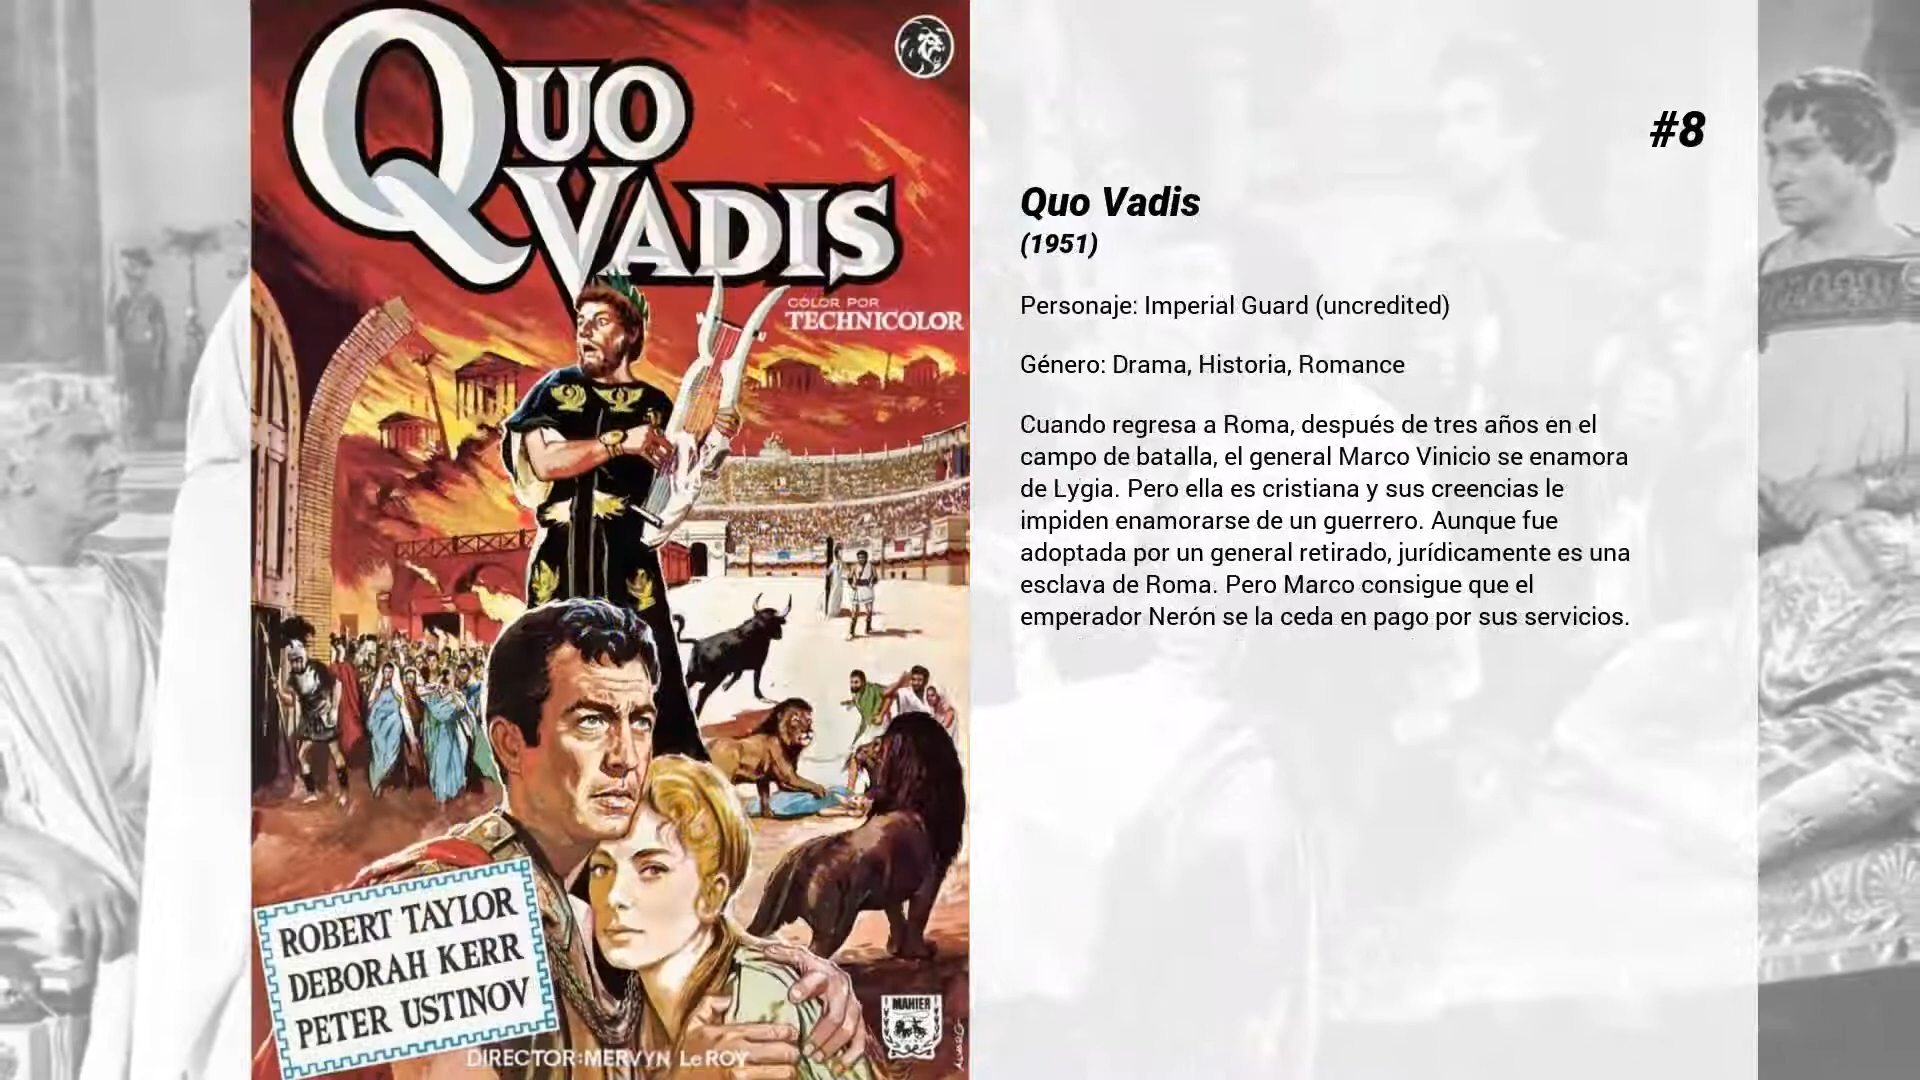 QUO
VADIS
COLOR POR
TECHNICOLOR
ROBERT TAYLOR
DEBORAH KERR
PETER USTINOV
DIRECTOR:MERVYN LeROY
MAHIER
#8
Quo Vadis
(1951)
Personaje: Imperial Guard (uncredited)
Género: Drama, Historia, Romance
Cuando regresa a Roma, después de tres años en el
campo de batalla, el general Marco Vinicio se enamora
de Lygia. Pero ella es cristiana y sus creencias le
impiden enamorarse de un guerrero. Aunque fue
adoptada por un general retirado, jurídicamente es una
esclava de Roma. Pero Marco consigue que el
emperador Nerón se la ceda en pago por sus servicios.